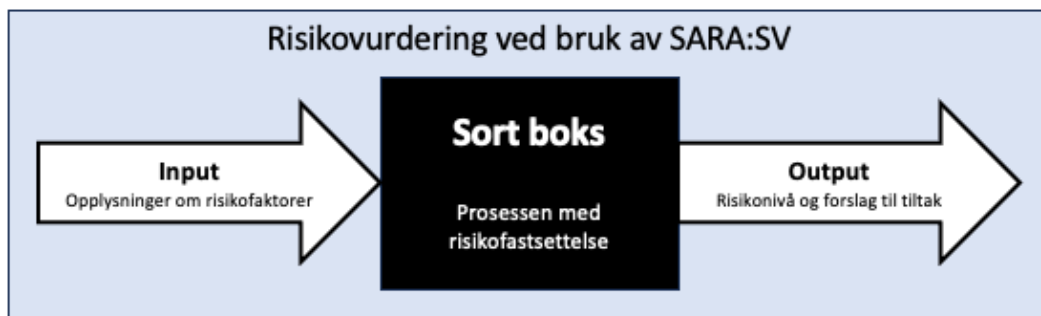 Risikovurdering ved bruk av SARA:SV
Input
Opplysninger om risikofaktorer
Sort boks
Prosessen med
risikofastsettelse
Output
Risikonivå og forslag til tiltak